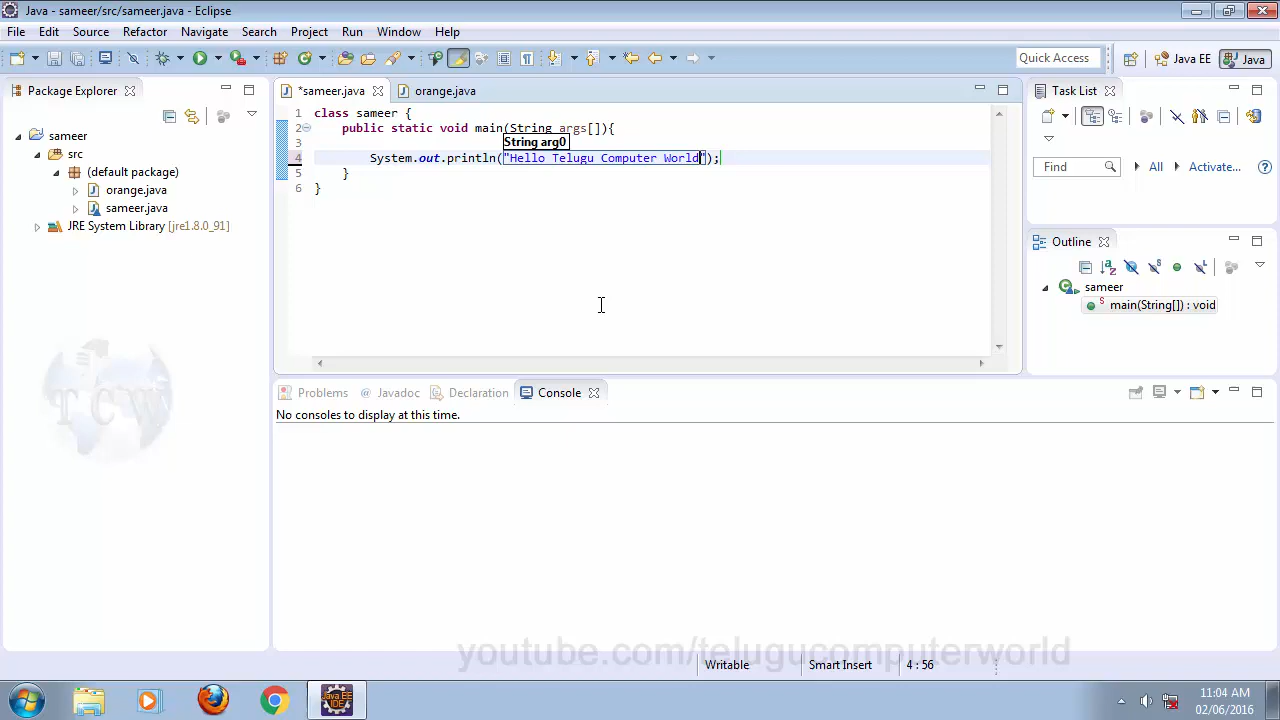 Java - sameer/src/sameer.java - Eclipse
File Edit Source Refactor Navigate Search Project Run Window Help
Quick Access
Java EE
Java
Package Explorer
sameer
src
(default package)
orange.java
sameer.java
JRE System Library [jre1.8.0_91]
*sameer.java
orange.java
1 class sameer {
2 public static void main(String args[]){
3
String arg0
4 System.out.println("Hello Telugu Computer World");
5 }
6 }
Task List
Find
All
Activate...
Outline
sameer
S
main(String[]) : void
Problems
@ Javadoc
Declaration
Console
No consoles to display at this time.
TCW
youtube.com/telugucomputerworld
Writable
Smart Insert
4 : 56
Java EE
IDE
11:04 AM
02/06/2016